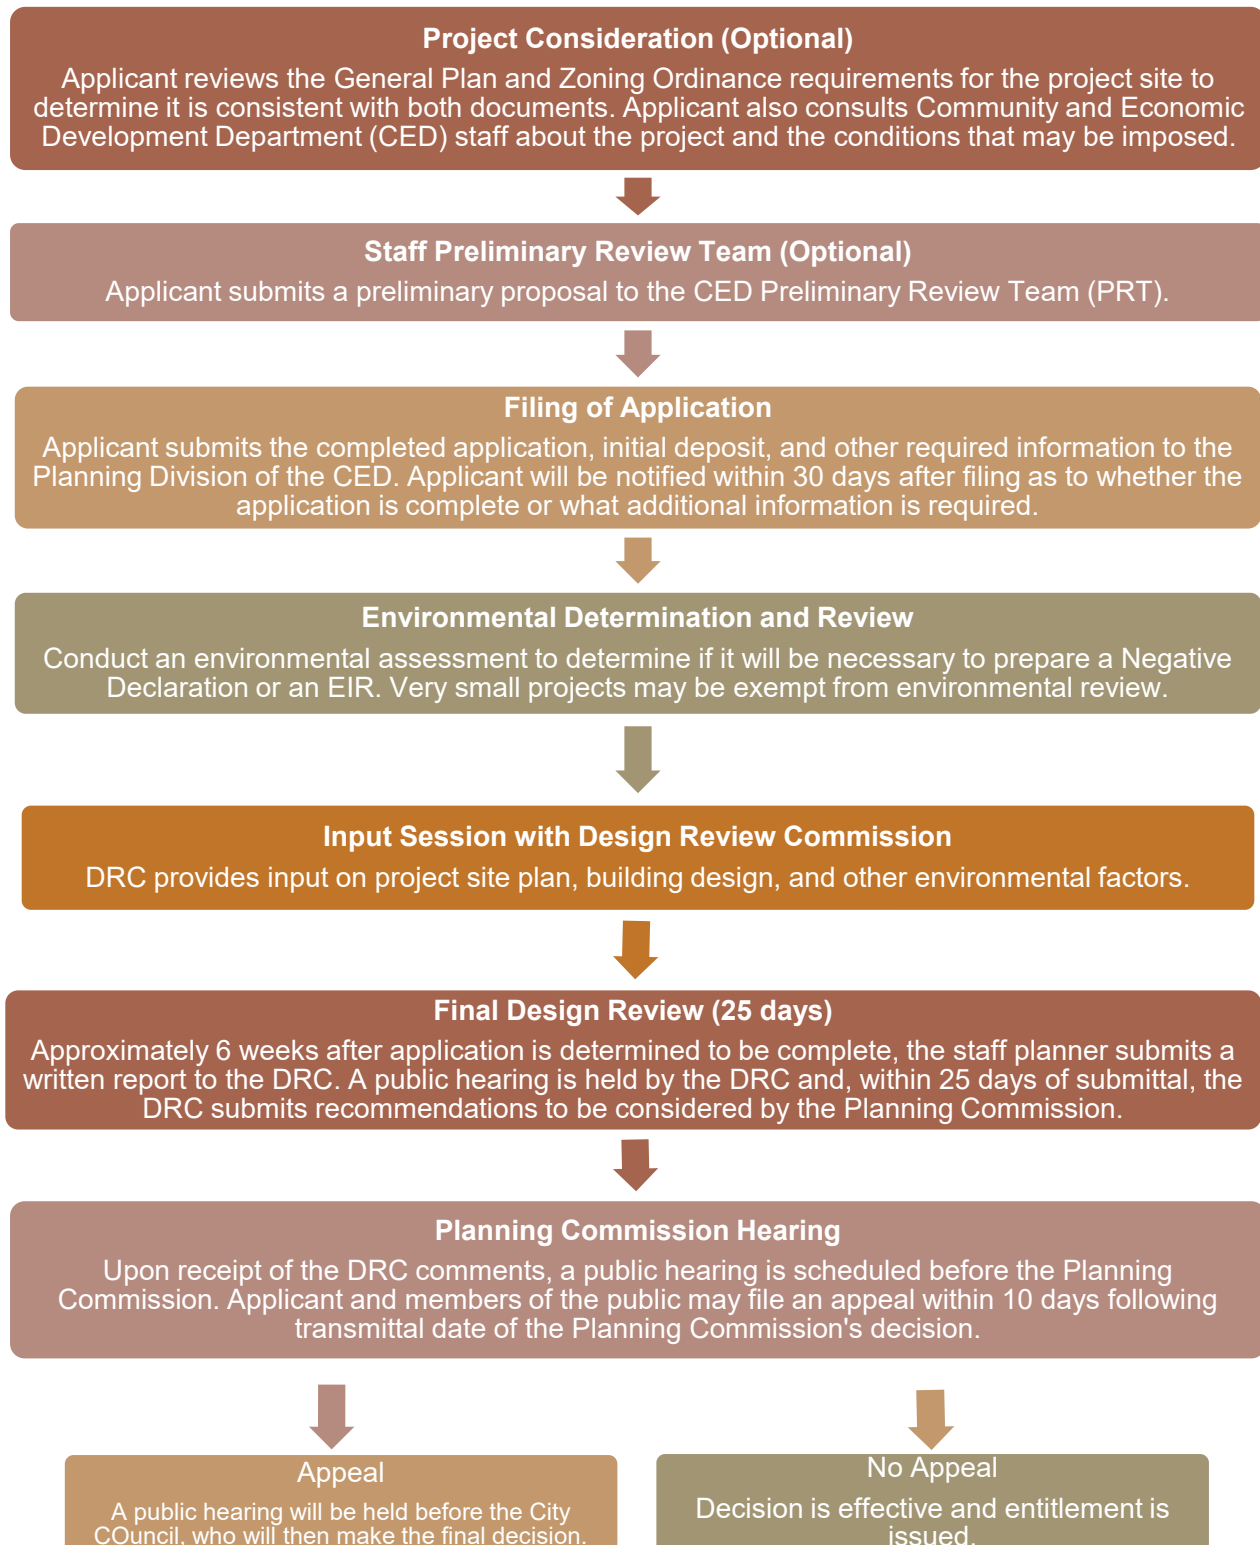 Project Consideration (Optional)
Applicant reviews the General Plan and Zoning Ordinance requirements for the project site to
determine it is consistent with both documents. Applicant also consults Community and Economic
Development Department (CED) staff about the project and the conditions that may be imposed.
Staff Preliminary Review Team (Optional)
Applicant submits a preliminary proposal to the CED Preliminary Review Team (PRT).
Filing of Application
Applicant submits the completed application, initial deposit, and other required information to the
Planning Division of the CED. Applicant will be notified within 30 days after filing as to whether the
application is complete or what additional information is required.
Environmental Determination and Review
Conduct an environmental assessment to determine if it will be necessary to prepare a Negative
Declaration or an EIR. Very small projects may be exempt from environmental review.
Input Session with Design Review Commission
DRC provides input on project site plan, building design, and other environmental factors.
Final Design Review (25 days)
Approximately 6 weeks after application is determined to be complete, the staff planner submits a
written report to the DRC. A public hearing is held by the DRC and, within 25 days of submittal, the
DRC submits recommendations to be considered by the Planning Commission.
Planning Commission Hearing
Upon receipt of the DRC comments, a public hearing is scheduled before the Planning
Commission. Applicant and members of the public may file an appeal within 10 days following
transmittal date of the Planning Commission's decision.
Appeal
A public hearing will be held before the City
COuncil, who will then make the final decision.
No Appeal
Decision is effective and entitlement is
issued.